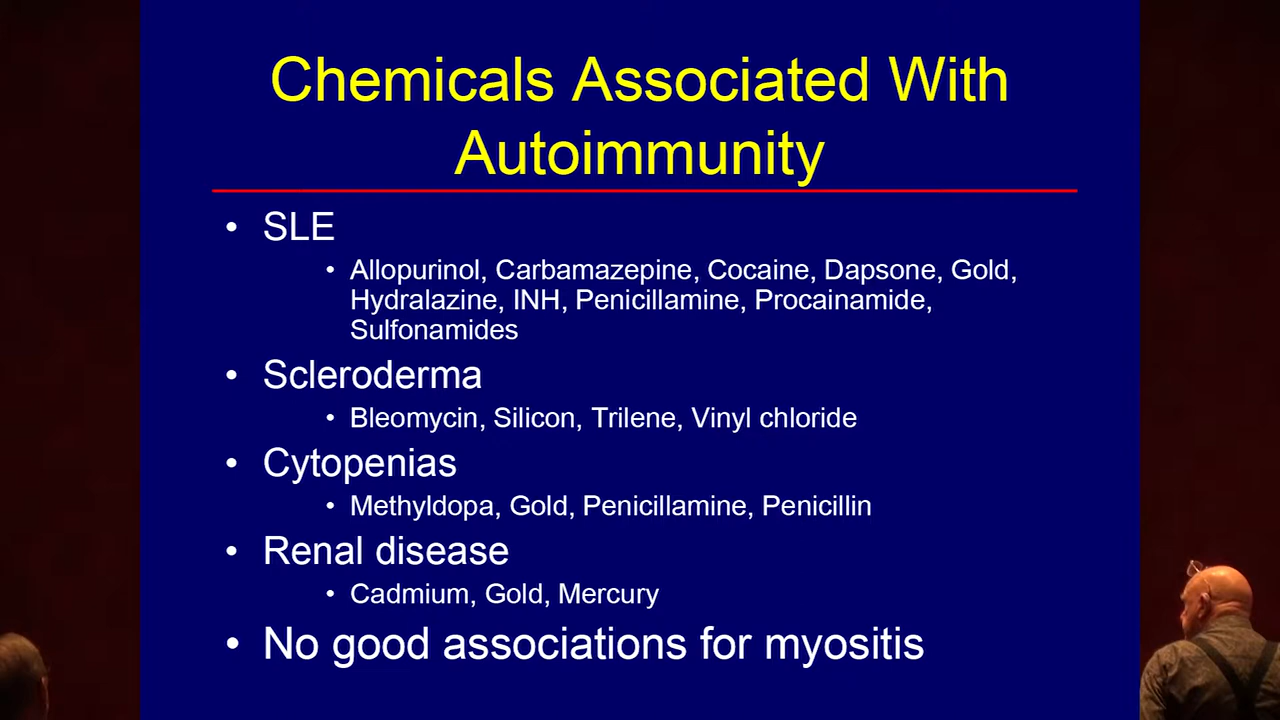 Chemicals Associated With
Autoimmunity
• SLE
• Allopurinol, Carbamazepine, Cocaine, Dapsone, Gold,
Hydralazine, INH, Penicillamine, Procainamide,
Sulfonamides
• Scleroderma
• Bleomycin, Silicon, Trilene, Vinyl chloride
• Cytopenias
• Methyldopa, Gold, Penicillamine, Penicillin
• Renal disease
• Cadmium, Gold, Mercury
• No good associations for myositis